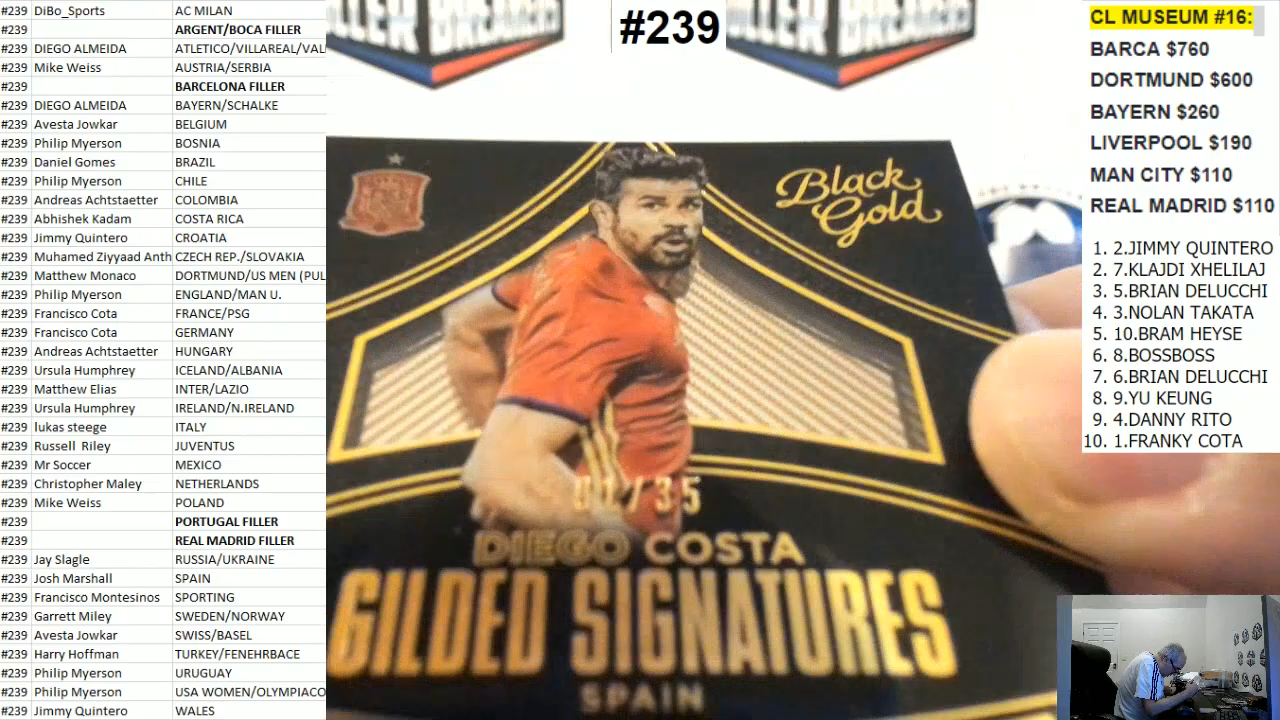 #239 DiBo_Sports AC MILAN
#239 ARGENT/BOCA FILLER
#239 DIEGO ALMEIDA ATLETICO/VILLAREAL/VAL
#239 Mike Weiss AUSTRIA/SERBIA
#239 BARCELONA FILLER
#239 DIEGO ALMEIDA BAYERN/SCHALKE
#239 Avesta Jowkar BELGIUM
#239 Philip Myerson BOSNIA
#239 Daniel Gomes BRAZIL
#239 Philip Myerson CHILE
#239 Andreas Achtstaetter COLOMBIA
#239 Abhishek Kadam COSTA RICA
#239 Jimmy Quintero CROATIA
#239 Muhamed Ziyyaad Anth CZECH REP./SLOVAKIA
#239 Matthew Monaco DORTMUND/US MEN (PUL
#239 Philip Myerson ENGLAND/MAN U.
#239 Francisco Cota FRANCE/PSG
#239 Francisco Cota GERMANY
#239 Andreas Achtstaetter HUNGARY
#239 Ursula Humphrey ICELAND/ALBANIA
#239 Matthew Elias INTER/LAZIO
#239 Ursula Humphrey IRELAND/N.IRELAND
#239 lukas steege ITALY
#239 Russell Riley JUVENTUS
#239 Mr Soccer MEXICO
#239 Christopher Maley NETHERLANDS
#239 Mike Weiss POLAND
#239 PORTUGAL FILLER
#239 REAL MADRID FILLER
#239 Jay Slagle RUSSIA/UKRAINE
#239 Josh Marshall SPAIN
#239 Francisco Montesinos SPORTING
#239 Garrett Miley SWEDEN/NORWAY
#239 Avesta Jowkar SWISS/BASEL
#239 Harry Hoffman TURKEY/FENEHRBACE
#239 Philip Myerson URUGUAY
#239 Philip Myerson USA WOMEN/OLYMPIACO
#239 Jimmy Quintero WALES
#239
Black
Gold
01/35
DIEGO COSTA
GILDED SIGNATURES
SPAIN
CL MUSEUM #16:
BARCA $760
DORTMUND $600
BAYERN $260
LIVERPOOL $190
MAN CITY $110
REAL MADRID $110
1. 2.JIMMY QUINTERO
2. 7.KLAJDI XHELILAJ
3. 5.BRIAN DELUCCHI
4. 3.NOLAN TAKATA
5. 10.BRAM HEYSE
6. 8.BOSSBOSS
7. 6.BRIAN DELUCCHI
8. 9.YU KEUNG
9. 4.DANNY RITO
10. 1.FRANKY COTA